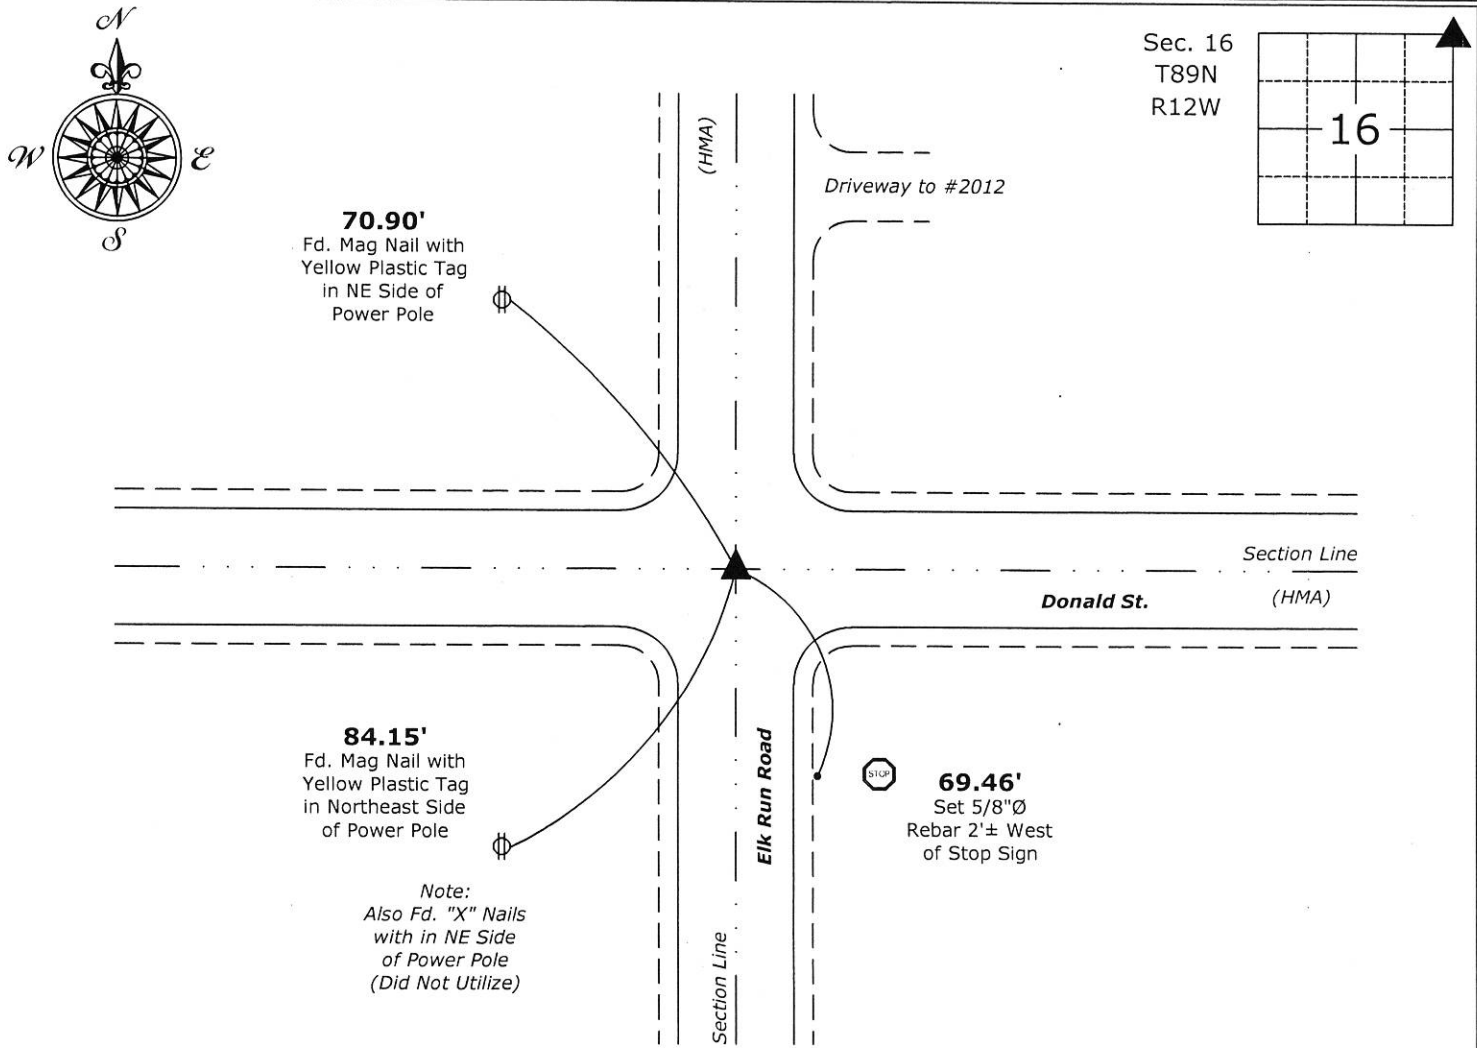 N
W
E
S
Sec. 16
T89N
R12W
16
(HMA)
Driveway to #2012
70.90'
Fd. Mag Nail with
Yellow Plastic Tag
in NE Side of
Power Pole
Section Line
(HMA)
Donald St.
84.15'
Fd. Mag Nail with
Yellow Plastic Tag
in Northeast Side
of Power Pole
Note:
Also Fd. "X" Nails
with in NE Side
of Power Pole
(Did Not Utilize)
Elk Run Road
Section Line
STOP
69.46'
Set 5/8"Ø
Rebar 2'± West
of Stop Sign